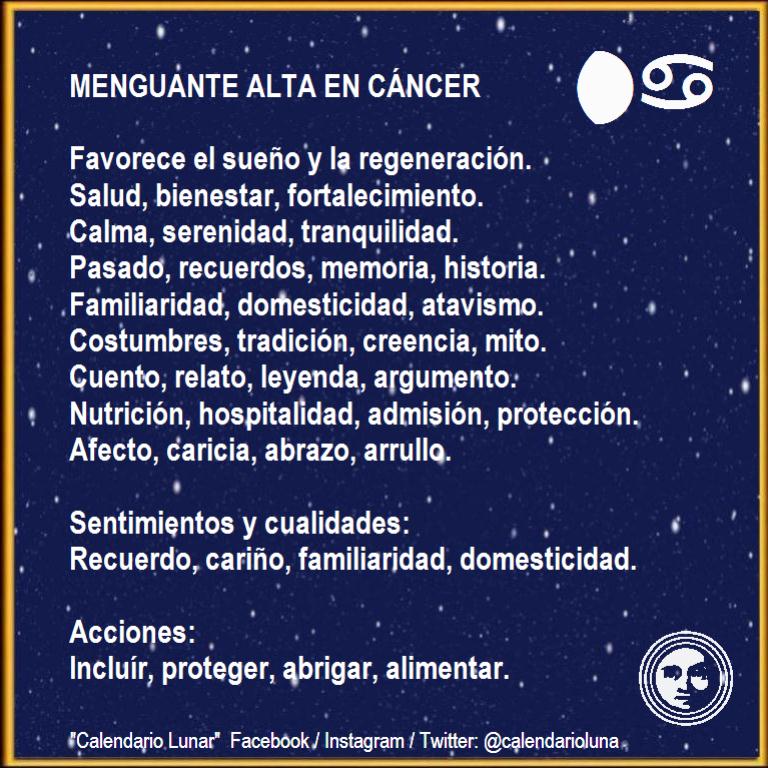 MENGUANTE ALTA EN CÁNCER
Favorece el sueño y la regeneración.
Salud, bienestar, fortalecimiento.
Calma, serenidad, tranquilidad.
Pasado, recuerdos, memoria, historia.
Familiaridad, domesticidad, atavismo.
Costumbres, tradición, creencia, mito.
Cuento, relato, leyenda, argumento.
Nutrición, hospitalidad, admisión, protección.
Afecto, caricia, abrazo, arrullo.
Sentimientos y cualidades:
Recuerdo, cariño, familiaridad, domesticidad.
Acciones:
Incluír, proteger, abrigar, alimentar.
"Calendario Lunar" Facebook / Instagram / Twitter: @calendarioluna